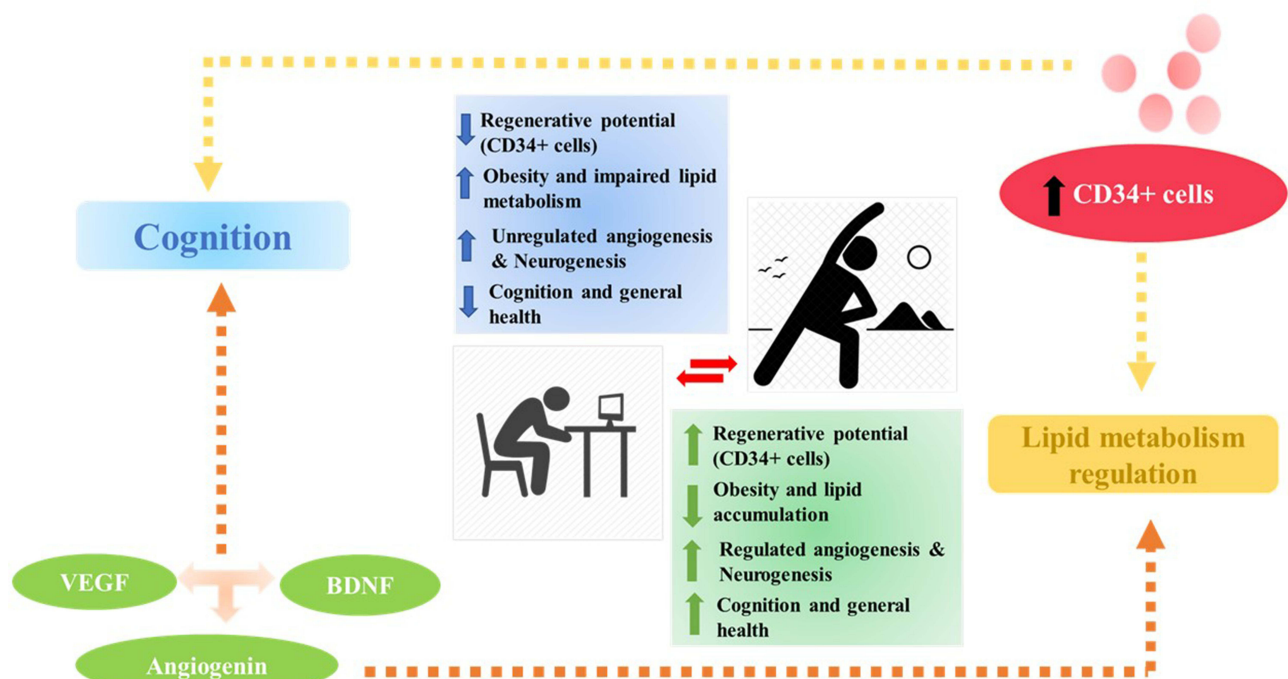 Regenerative potential
(CD34+ cells)
Obesity and impaired lipid
metabolism
Unregulated angiogenesis
& Neurogenesis
Cognition and general
health
CD34+ cells
Cognition
Lipid metabolism
regulation
Regenerative potential
(CD34+ cells)
Obesity and lipid
accumulation
Regulated angiogenesis &
Neurogenesis
Cognition and general
health
VEGF
BDNF
Angiogenin